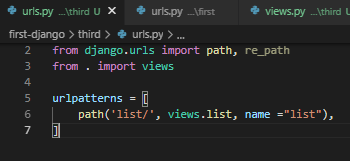 urls.py ...\third U urls.py ...\first views.py ...\third U
first-django > third > urls.py > ...
2 from django.urls import path, re_path
3 from . import views
4
5 urlpatterns = [
6 path('list/', views.list, name ="list"),
7 ]